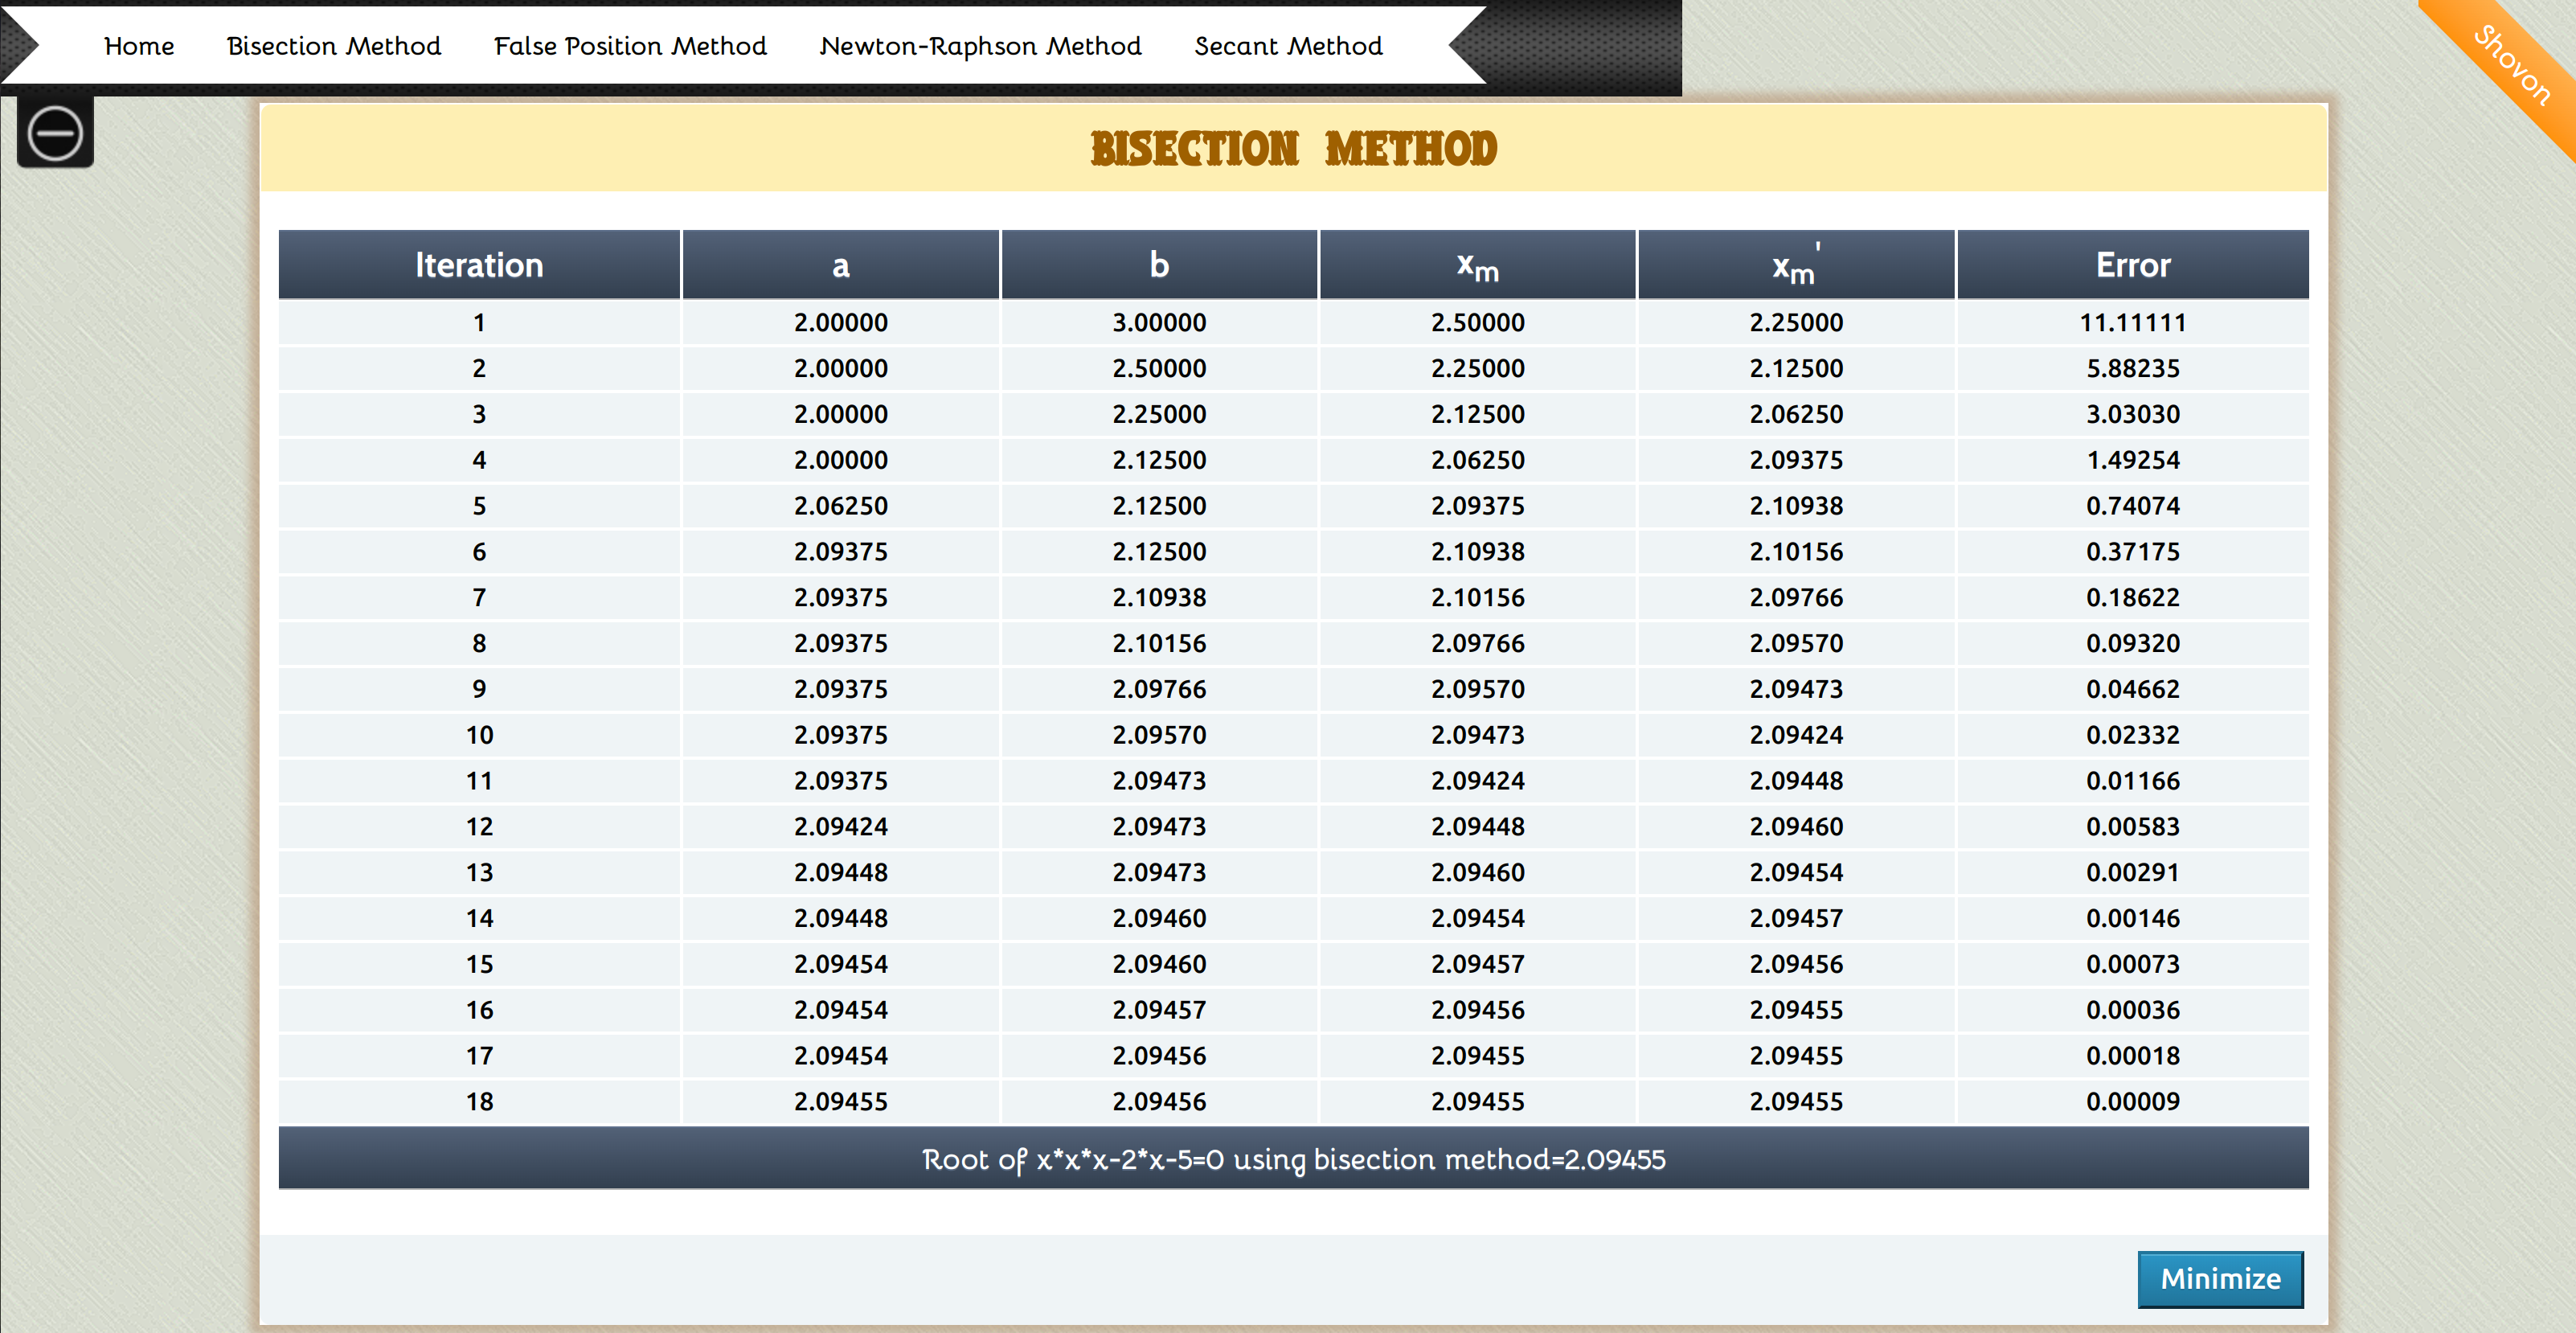 Home Bisection Method False Position Method Newton-Raphson Method Secant Method
Shovon
BISECTION METHOD
Iteration a b xm xm' Error
1 2.00000 3.00000 2.50000 2.25000 11.11111
2 2.00000 2.50000 2.25000 2.12500 5.88235
3 2.00000 2.25000 2.12500 2.06250 3.03030
4 2.00000 2.12500 2.06250 2.09375 1.49254
5 2.06250 2.12500 2.09375 2.10938 0.74074
6 2.09375 2.12500 2.10938 2.10156 0.37175
7 2.09375 2.10938 2.10156 2.09766 0.18622
8 2.09375 2.10156 2.09766 2.09570 0.09320
9 2.09375 2.09766 2.09570 2.09473 0.04662
10 2.09375 2.09570 2.09473 2.09424 0.02332
11 2.09375 2.09473 2.09424 2.09448 0.01166
12 2.09424 2.09473 2.09448 2.09460 0.00583
13 2.09448 2.09473 2.09460 2.09454 0.00291
14 2.09448 2.09460 2.09454 2.09457 0.00146
15 2.09454 2.09460 2.09457 2.09456 0.00073
16 2.09454 2.09457 2.09456 2.09455 0.00036
17 2.09454 2.09456 2.09455 2.09455 0.00018
18 2.09455 2.09456 2.09455 2.09455 0.00009
Root of x*x*x-2*x-5=0 using bisection method=2.09455
Minimize